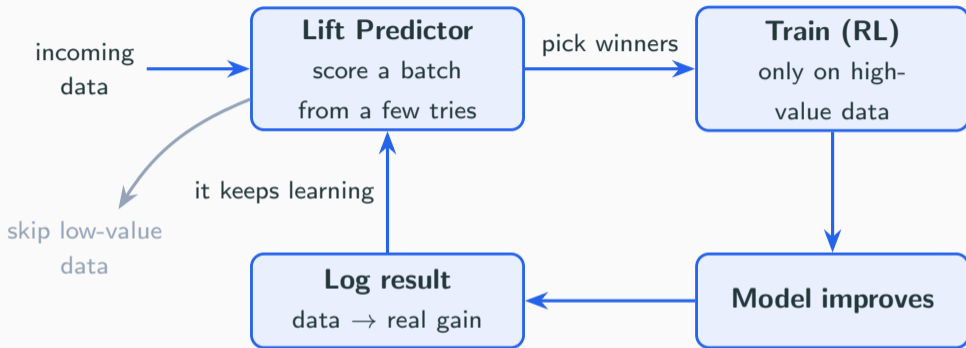 incoming
data
Lift Predictor
score a batch
from a few tries
pick winners
Train (RL)
only on high-
value data
it keeps learning
skip low-value
data
Log result
data → real gain
Model improves